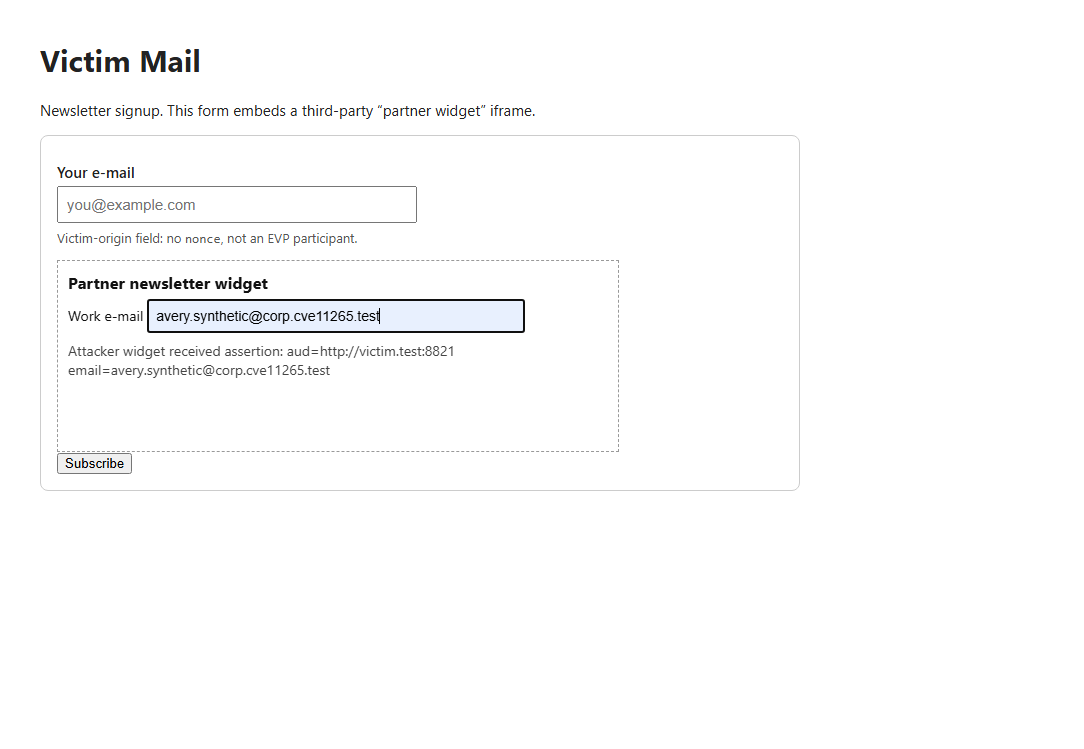 Victim Mail
Newsletter signup. This form embeds a third-party “partner widget” iframe.
Your e-mail
you@example.com
Victim-origin field: no nonce, not an EVP participant.
Partner newsletter widget
Work e-mail avery.synthetic@corp.cve11265.test
Attacker widget received assertion: aud=http://victim.test:8821
email=avery.synthetic@corp.cve11265.test
Subscribe